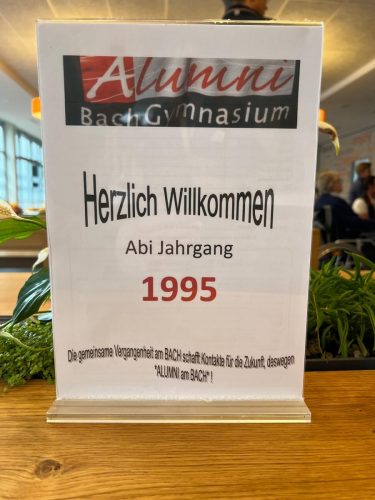 Alumni
BachGymnasium
Herzlich Willkommen
Abi Jahrgang
1995
Die gemeinsame Vergangenheit am BACH schafft Kontakte für die Zukunft, deswegen
"ALUMNI am BACH" !